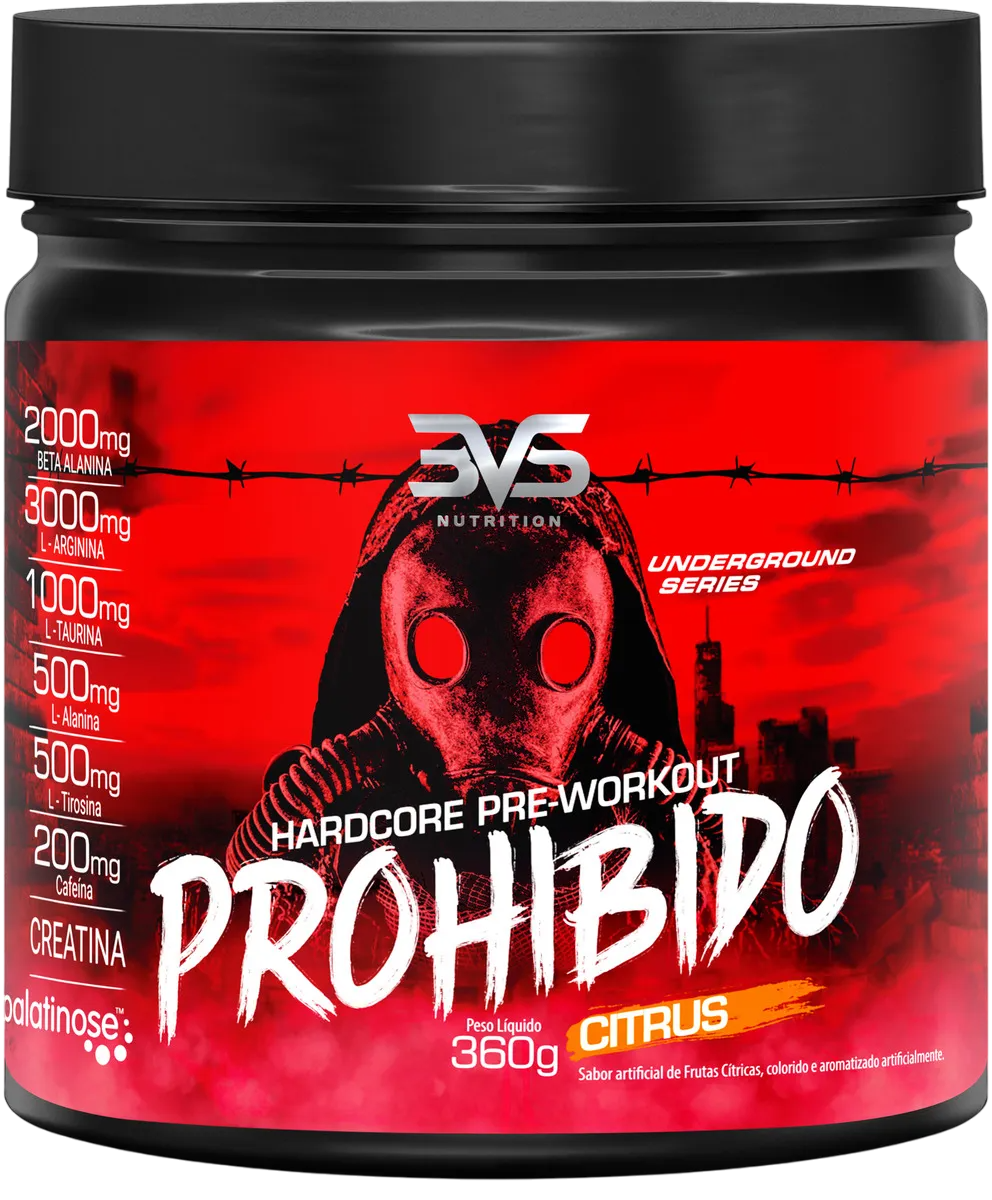 3VS
NUTRITION
UNDERGROUND
SERIES
2000mg
BETA ALANINA
3000mg
L - ARGININA
1000mg
L -TAURINA
500mg
L- Alanina
500mg
L - Tirosina
200mg
Cafeína
CREATINA
palatinose™
HARDCORE PRE-WORKOUT
PROHIBIDO
Peso Líquido
360g
CITRUS
Sabor artificial de Frutas Cítricas, colorido e aromatizado artificialmente.